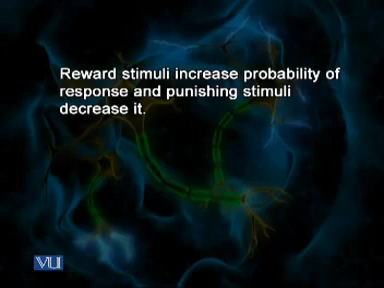 Reward stimuli increase probability of
response and punishing stimuli
decrease it.
VU